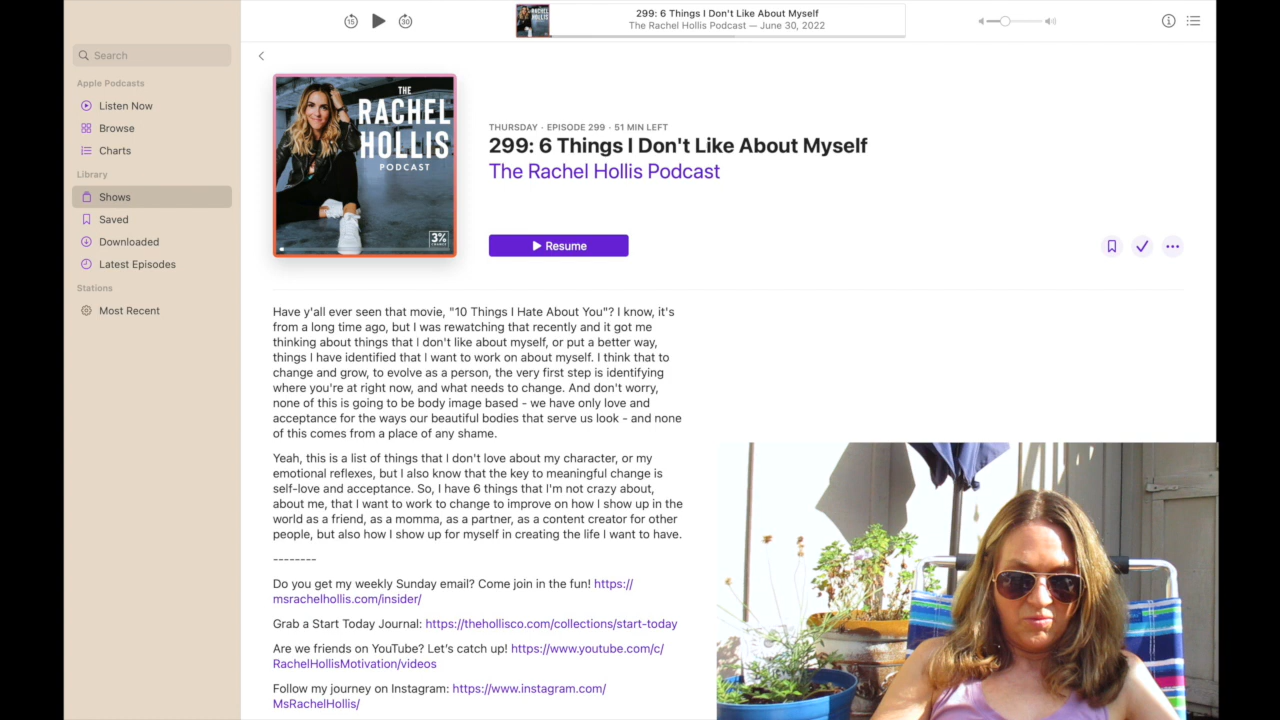 15
30
299: 6 Things I Don't Like About Myself
The Rachel Hollis Podcast — June 30, 2022
Search
Apple Podcasts
Listen Now
Browse
Charts
Library
Shows
Saved
Downloaded
Latest Episodes
Stations
Most Recent
THE
RACHEL
HOLLIS
PODCAST
3%
THURSDAY · EPISODE 299 · 51 MIN LEFT
299: 6 Things I Don't Like About Myself
The Rachel Hollis Podcast
Resume
Have y'all ever seen that movie, "10 Things I Hate About You"? I know, it's
from a long time ago, but I was rewatching that recently and it got me
thinking about things that I don't like about myself, or put a better way,
things I have identified that I want to work on about myself. I think that to
change and grow, to evolve as a person, the very first step is identifying
where you're at right now, and what needs to change. And don't worry,
none of this is going to be body image based - we have only love and
acceptance for the ways our beautiful bodies that serve us look - and none
of this comes from a place of any shame.
Yeah, this is a list of things that I don't love about my character, or my
emotional reflexes, but I also know that the key to meaningful change is
self-love and acceptance. So, I have 6 things that I'm not crazy about,
about me, that I want to work to change to improve on how I show up in the
world as a friend, as a momma, as a partner, as a content creator for other
people, but also how I show up for myself in creating the life I want to have.
--------
Do you get my weekly Sunday email? Come join in the fun! https://
msrachelhollis.com/insider/
Grab a Start Today Journal: https://thehollisco.com/collections/start-today
Are we friends on YouTube? Let's catch up! https://www.youtube.com/c/
RachelHollisMotivation/videos
Follow my journey on Instagram: https://www.instagram.com/
MsRachelHollis/